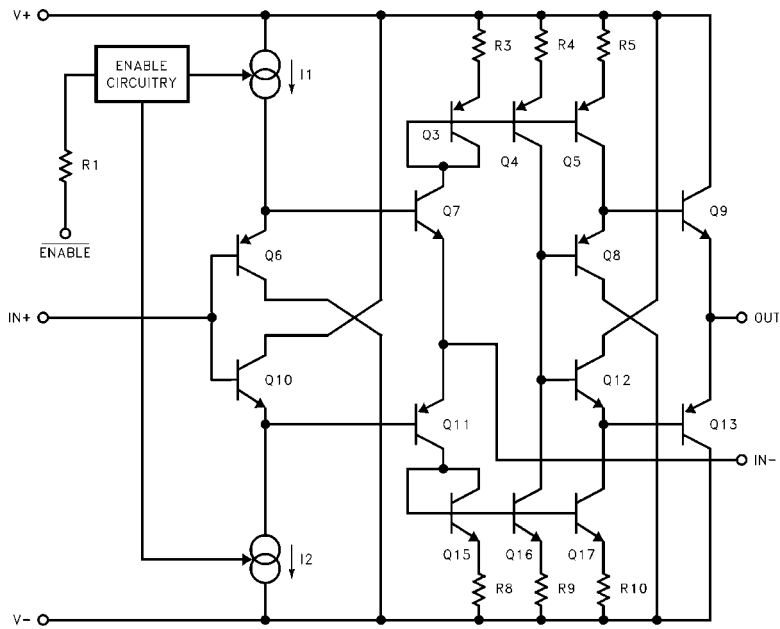 V+
R3
R4
R5
ENABLE
CIRCUITRY
I1
R1
Q3
Q4
Q5
Q7
Q9
ENABLE
Q6
Q8
IN+
OUT
Q10
Q12
Q11
Q13
IN-
Q15
Q16
Q17
I2
R8
R9
R10
V-